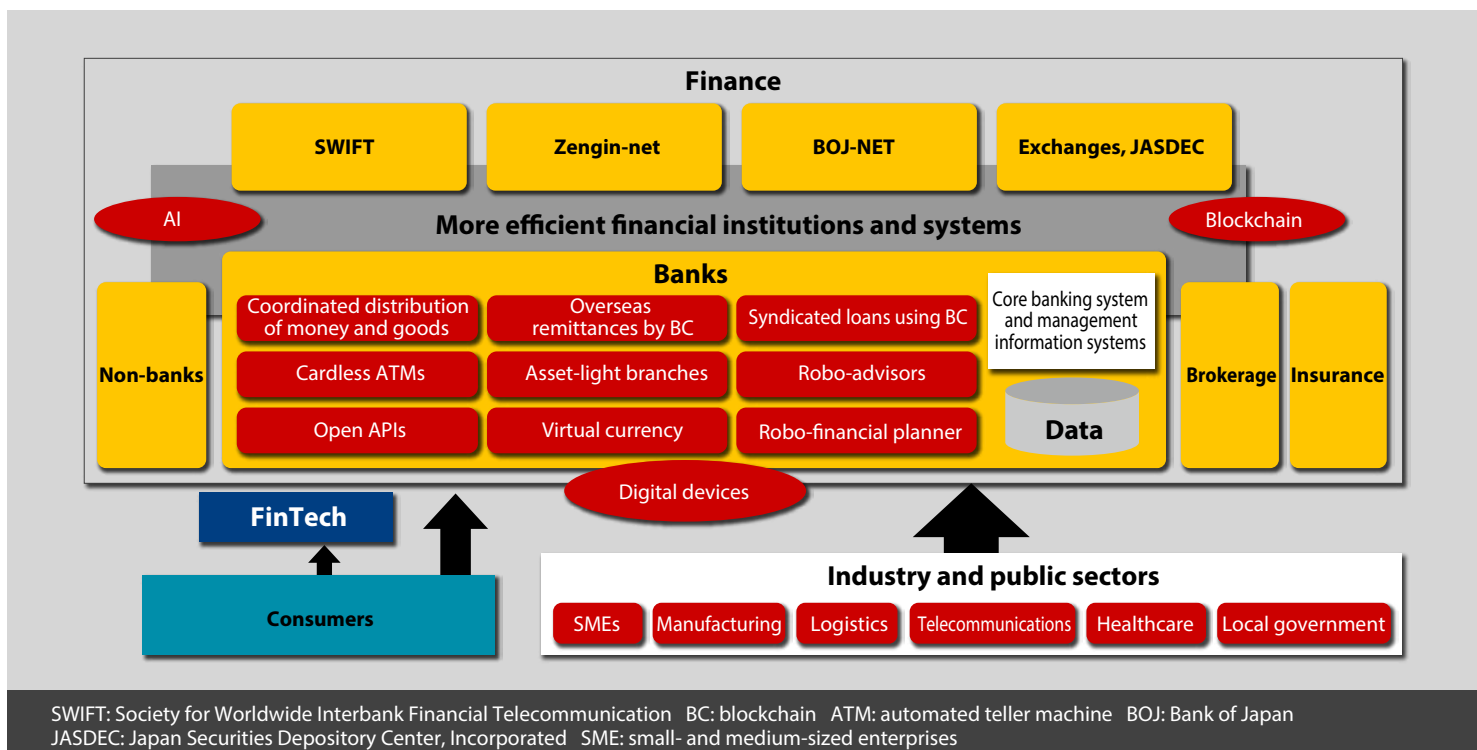 Finance
SWIFT
Zengin-net
BOJ-NET
Exchanges, JASDEC
AI
More efficient financial institutions and systems
Blockchain
Non-banks
Banks
Coordinated distribution
of money and goods
Overseas
remittances by BC
Syndicated loans using BC
Cardless ATMs
Asset-light branches
Robo-advisors
Open APIs
Virtual currency
Robo-financial planner
Core banking system
and management
information systems
Data
Brokerage
Insurance
Digital devices
FinTech
Consumers
Industry and public sectors
SMEs
Manufacturing
Logistics
Telecommunications
Healthcare
Local government
SWIFT: Society for Worldwide Interbank Financial Telecommunication BC: blockchain ATM: automated teller machine BOJ: Bank of Japan
JASDEC: Japan Securities Depository Center, Incorporated SME: small- and medium-sized enterprises